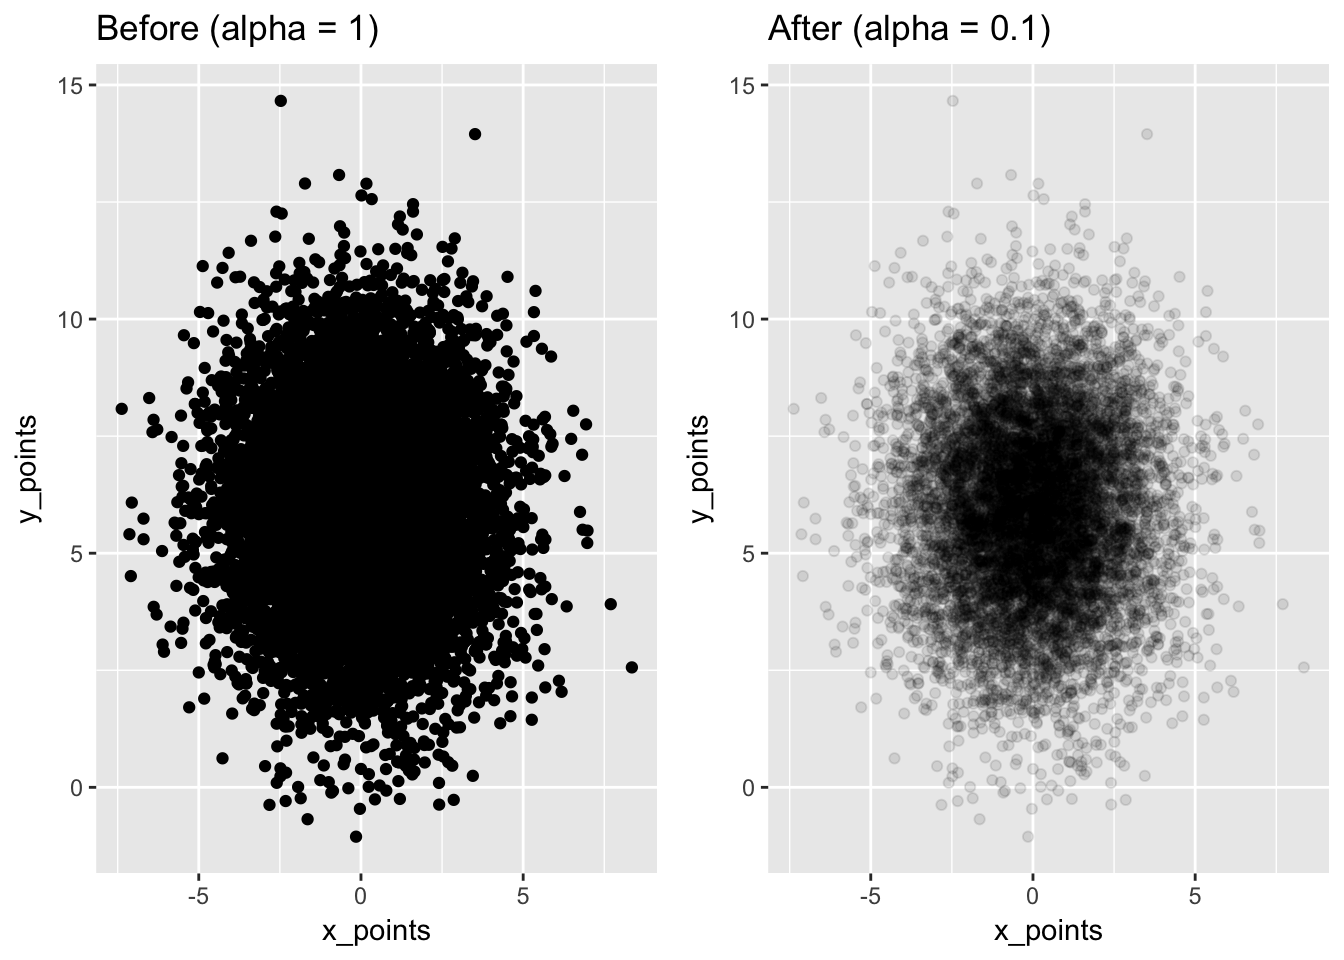 Before (alpha = 1)
15
10
5
0
y_points
-5 0 5
x_points
After (alpha = 0.1)
15
10
5
0
y_points
-5 0 5
x_points